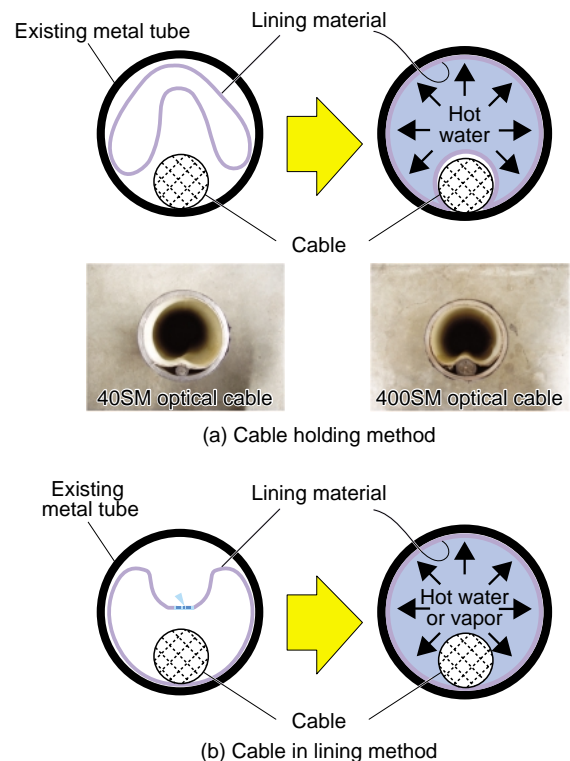 Existing metal tube
Lining material
Hot
water
Cable
40SM optical cable
400SM optical cable
(a) Cable holding method
Existing
metal tube
Lining material
Hot water
or vapor
Cable
(b) Cable in lining method